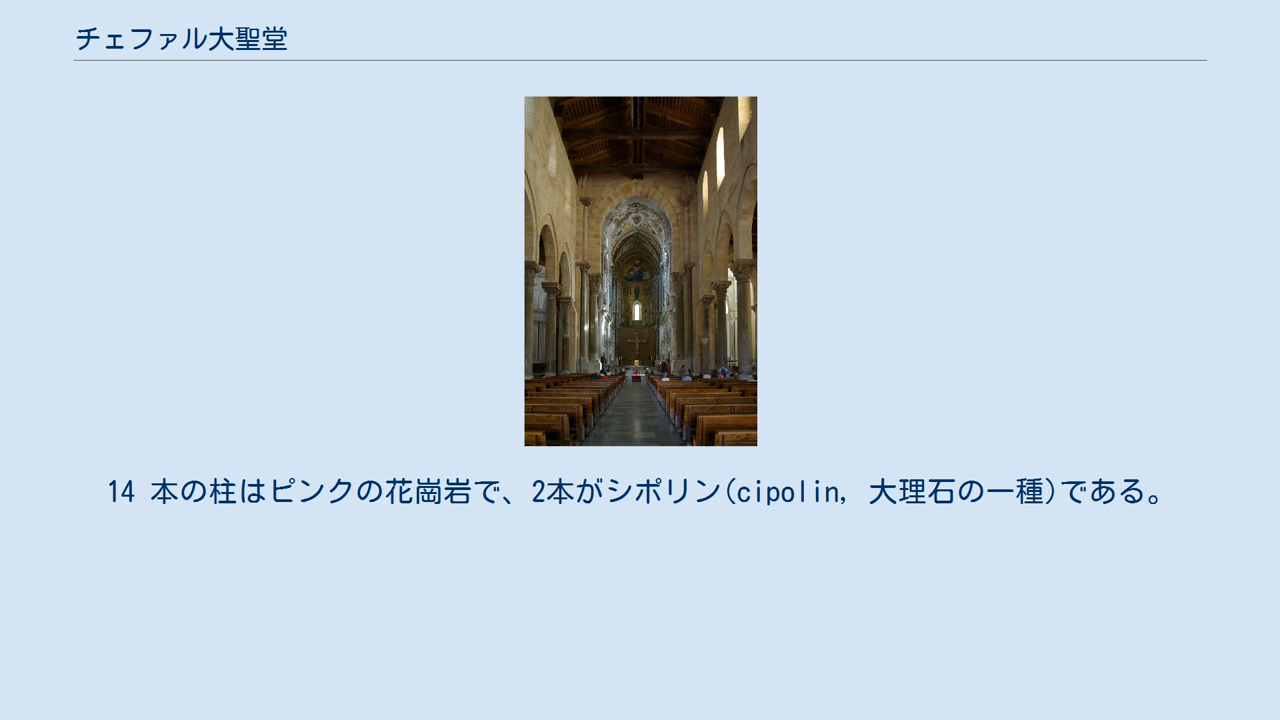 チェファル大聖堂
14 本の柱はピンクの花崗岩で、2本がシポリン(cipolin, 大理石の一種)である。